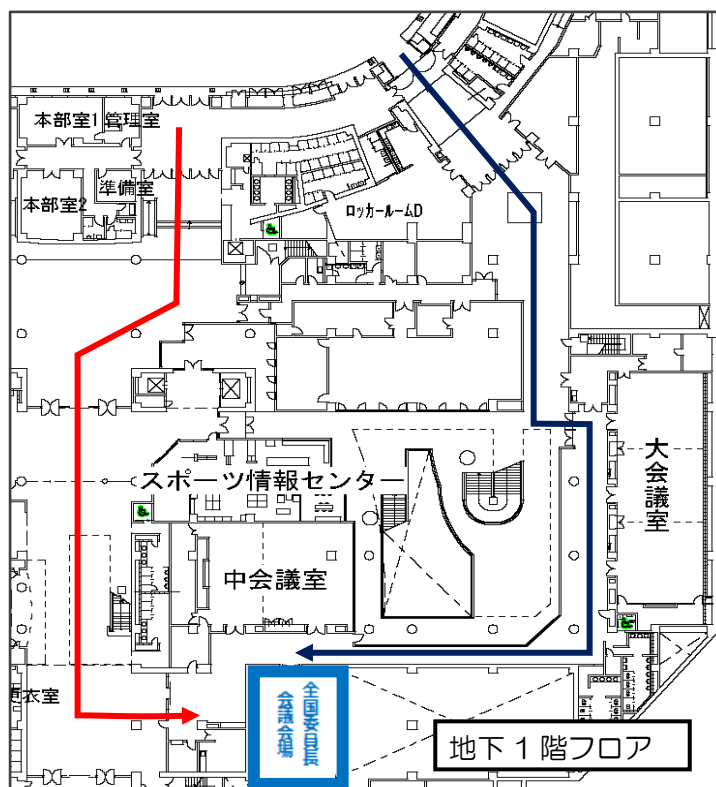 本部室1 管理室
準備室
本部室2
ロッカールームD
大会議室
スポーツ情報センター
中会議室
更衣室
全国委員長
会議会場
地下1階フロア